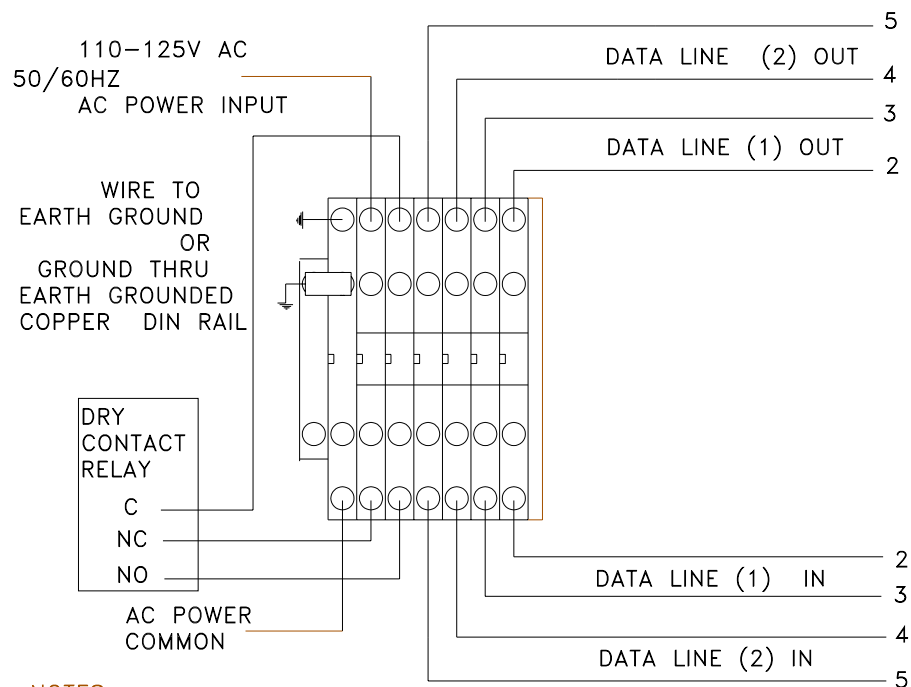 5
110-125V AC
DATA LINE (2) OUT
50/60HZ
4
AC POWER INPUT
3
DATA LINE (1) OUT
2
WIRE TO
EARTH GROUND
OR
GROUND THRU
EARTH GROUNDED
COPPER DIN RAIL
DRY
CONTACT
RELAY
C
NC
NO
2
DATA LINE (1) IN
3
AC POWER
COMMON
4
DATA LINE (2) IN
5